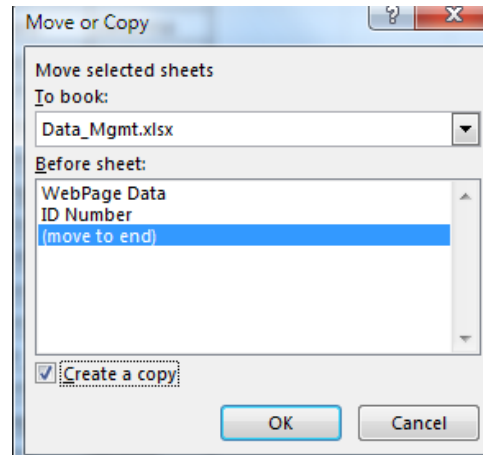 Move or Copy
Move selected sheets
To book:
Data_Mgmt.xlsx
Before sheet:
WebPage Data
ID Number
(move to end)
Create a copy
OK
Cancel